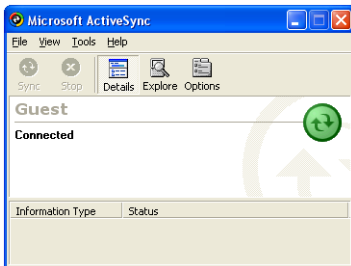 Microsoft ActiveSync
File View Tools Help
Sync Stop Details Explore Options
Guest
Connected
Information Type Status